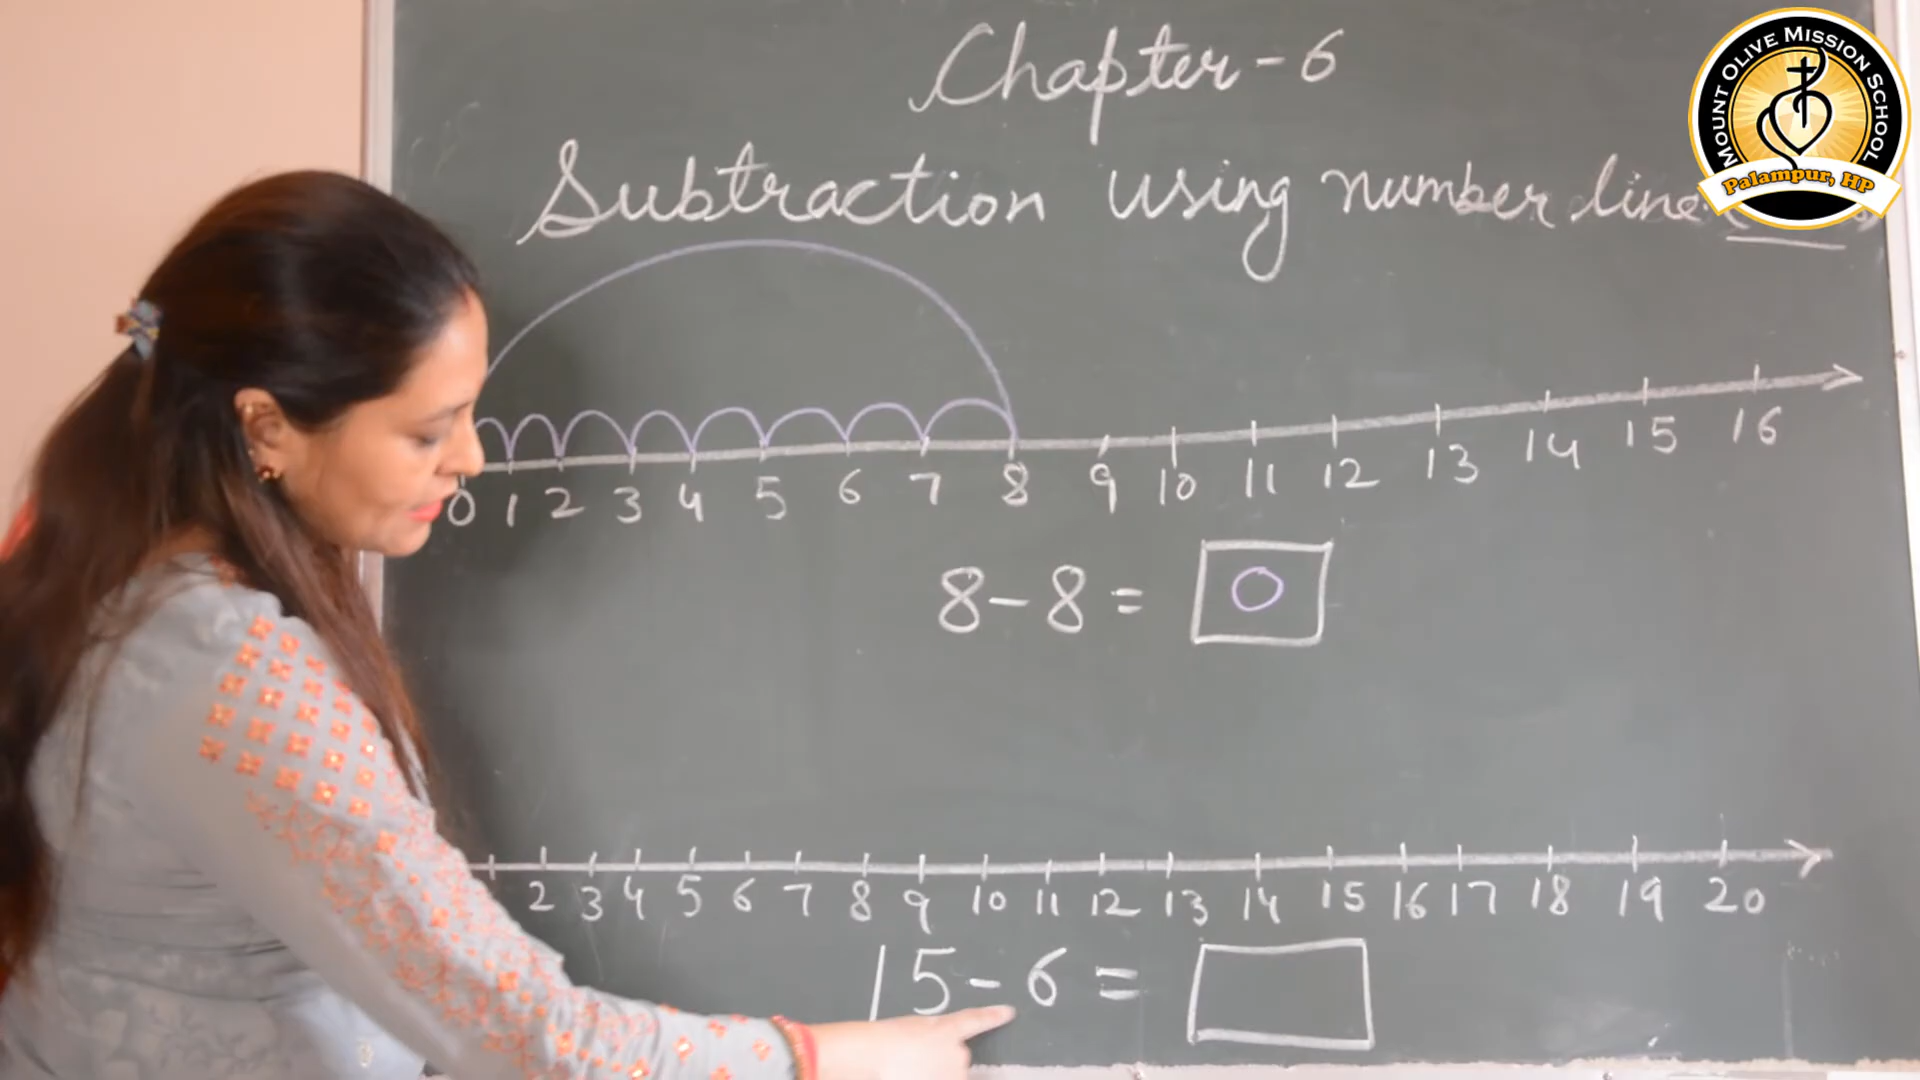 Chapter-6
Subtraction using number line.
0 1 2 3 4 5 6 7 8 9 10 11 12 13 14 15 16
8-8= 0
2 3 4 5 6 7 8 9 10 11 12 13 14 15 16 17 18 19 20
15-6=
MOUNT OLIVE MISSION SCHOOL
Palampur, HP